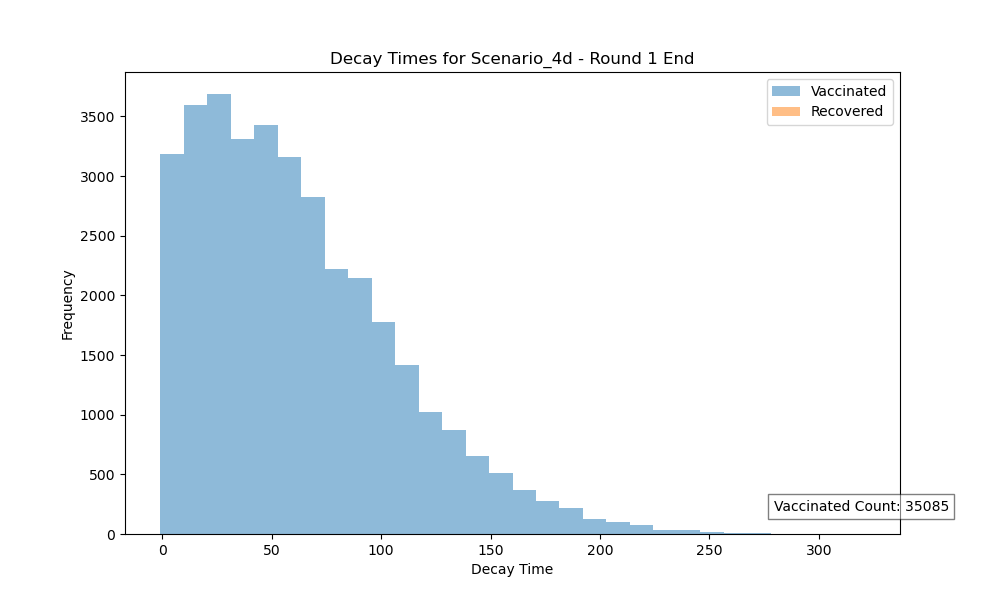 Decay Times for Scenario_4d - Round 1 End
Vaccinated
Recovered
3500
3000
2500
2000
1500
1000
500
0
Frequency
Vaccinated Count: 35085
0 50 100 150 200 250 300
Decay Time